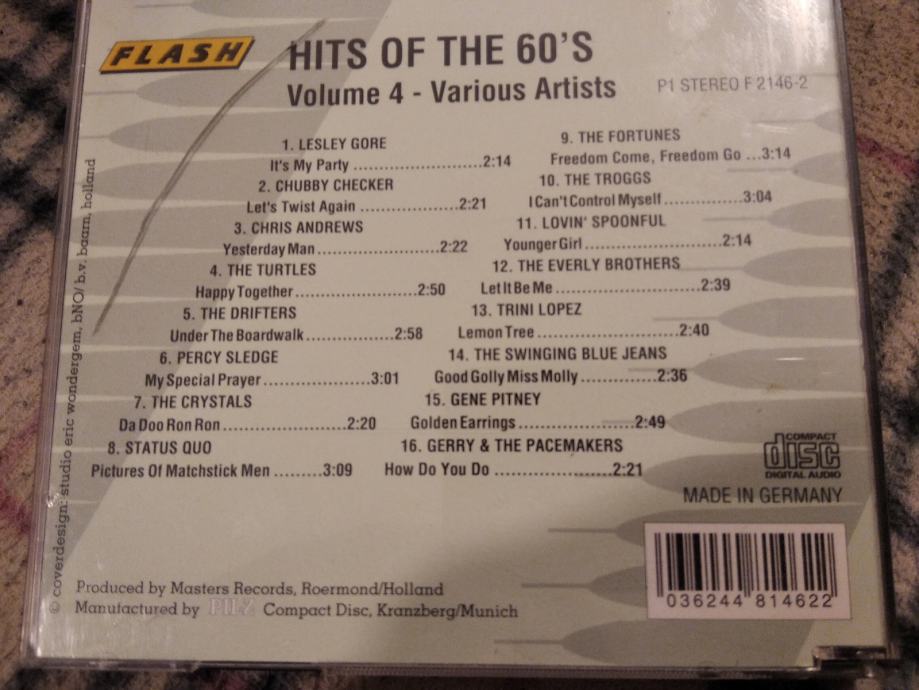 FLASH
HITS OF THE 60'S
Volume 4 - Various Artists
P1 STEREO F 2146-2
1. LESLEY GORE
It's My Party ........................2:14
2. CHUBBY CHECKER
Let's Twist Again ...................2:21
3. CHRIS ANDREWS
Yesterday Man .......................2:22
4. THE TURTLES
Happy Together ......................2:50
5. THE DRIFTERS
Under The Boardwalk .................2:58
6. PERCY SLEDGE
My Special Prayer ...................3:01
7. THE CRYSTALS
Da Doo Ron Ron ......................2:20
8. STATUS QUO
Pictures Of Matchstick Men ........3:09
9. THE FORTUNES
Freedom Come, Freedom Go ...3:14
10. THE TROGGS
I Can't Control Myself ...............3:04
11. LOVIN' SPOONFUL
Younger Girl ........................2:14
12. THE EVERLY BROTHERS
Let It Be Me ........................2:39
13. TRINI LOPEZ
Lemon Tree ..........................2:40
14. THE SWINGING BLUE JEANS
Good Golly Miss Molly ..............2:36
15. GENE PITNEY
Golden Earrings .....................2:49
16. GERRY & THE PACEMAKERS
How Do You Do .......................2:21
COMPACT
disc
DIGITAL AUDIO
MADE IN GERMANY
036244 814622
Produced by Masters Records, Roermond/Holland
Manufactured by PILZ Compact Disc, Kranzberg/Munich
© coverdesign: studio eric wondergem, bNO/ b.v. baarn, holland